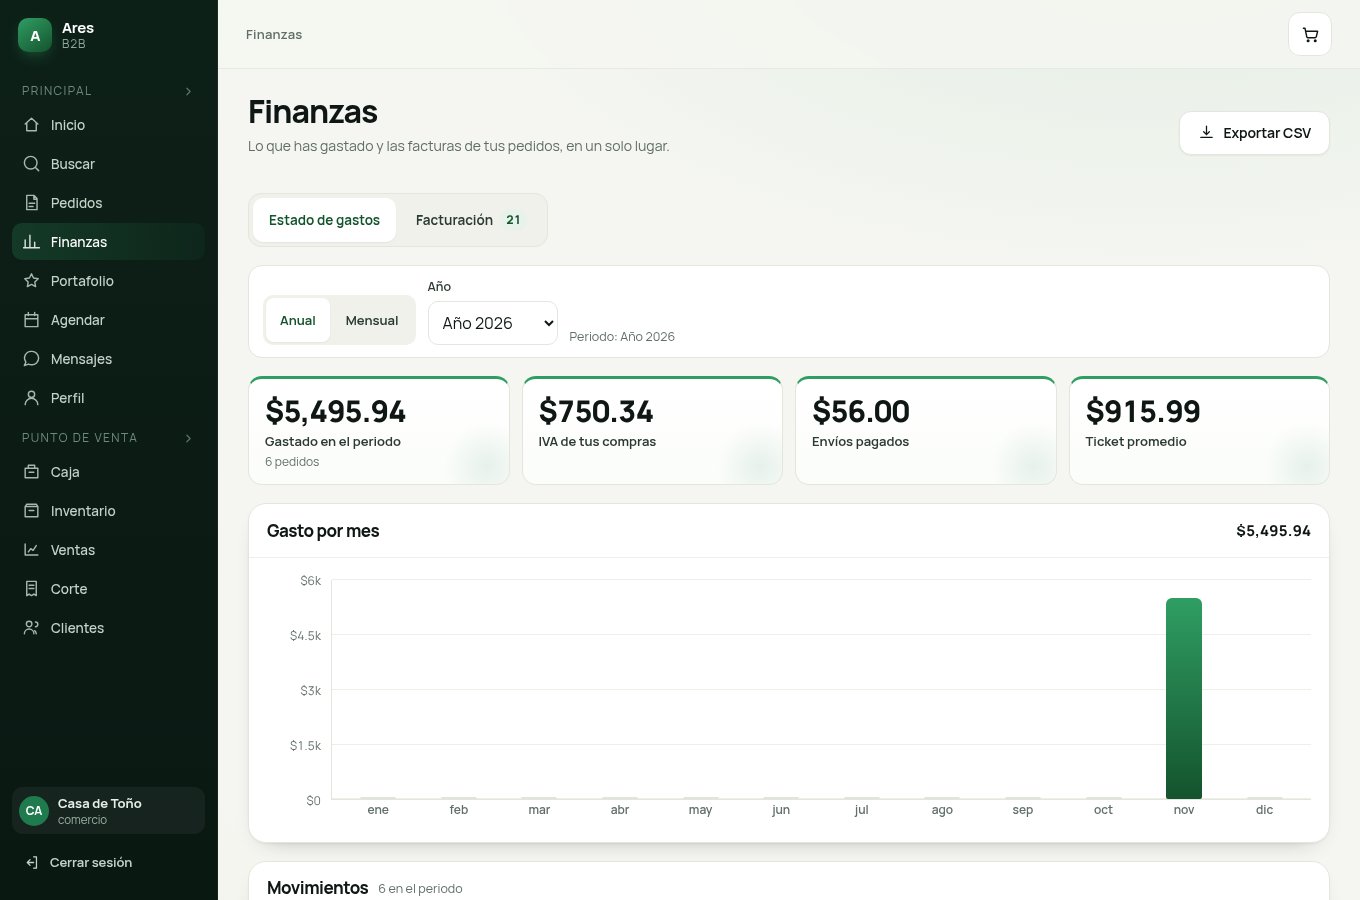 A
Ares
B2B
PRINCIPAL
Inicio
Buscar
Pedidos
Finanzas
Portafolio
Agendar
Mensajes
Perfil
PUNTO DE VENTA
Caja
Inventario
Ventas
Corte
Clientes
CA
Casa de Toño
comercio
Cerrar sesión
Finanzas
Finanzas
Lo que has gastado y las facturas de tus pedidos, en un solo lugar.
Exportar CSV
Estado de gastos
Facturación 21
Año
Anual
Mensual
Año 2026
Periodo: Año 2026
$5,495.94
Gastado en el periodo
6 pedidos
$750.34
IVA de tus compras
$56.00
Envíos pagados
$915.99
Ticket promedio
Gasto por mes
$5,495.94
$6k
$4.5k
$3k
$1.5k
$0
ene feb mar abr may jun jul ago sep oct nov dic
Movimientos 6 en el periodo